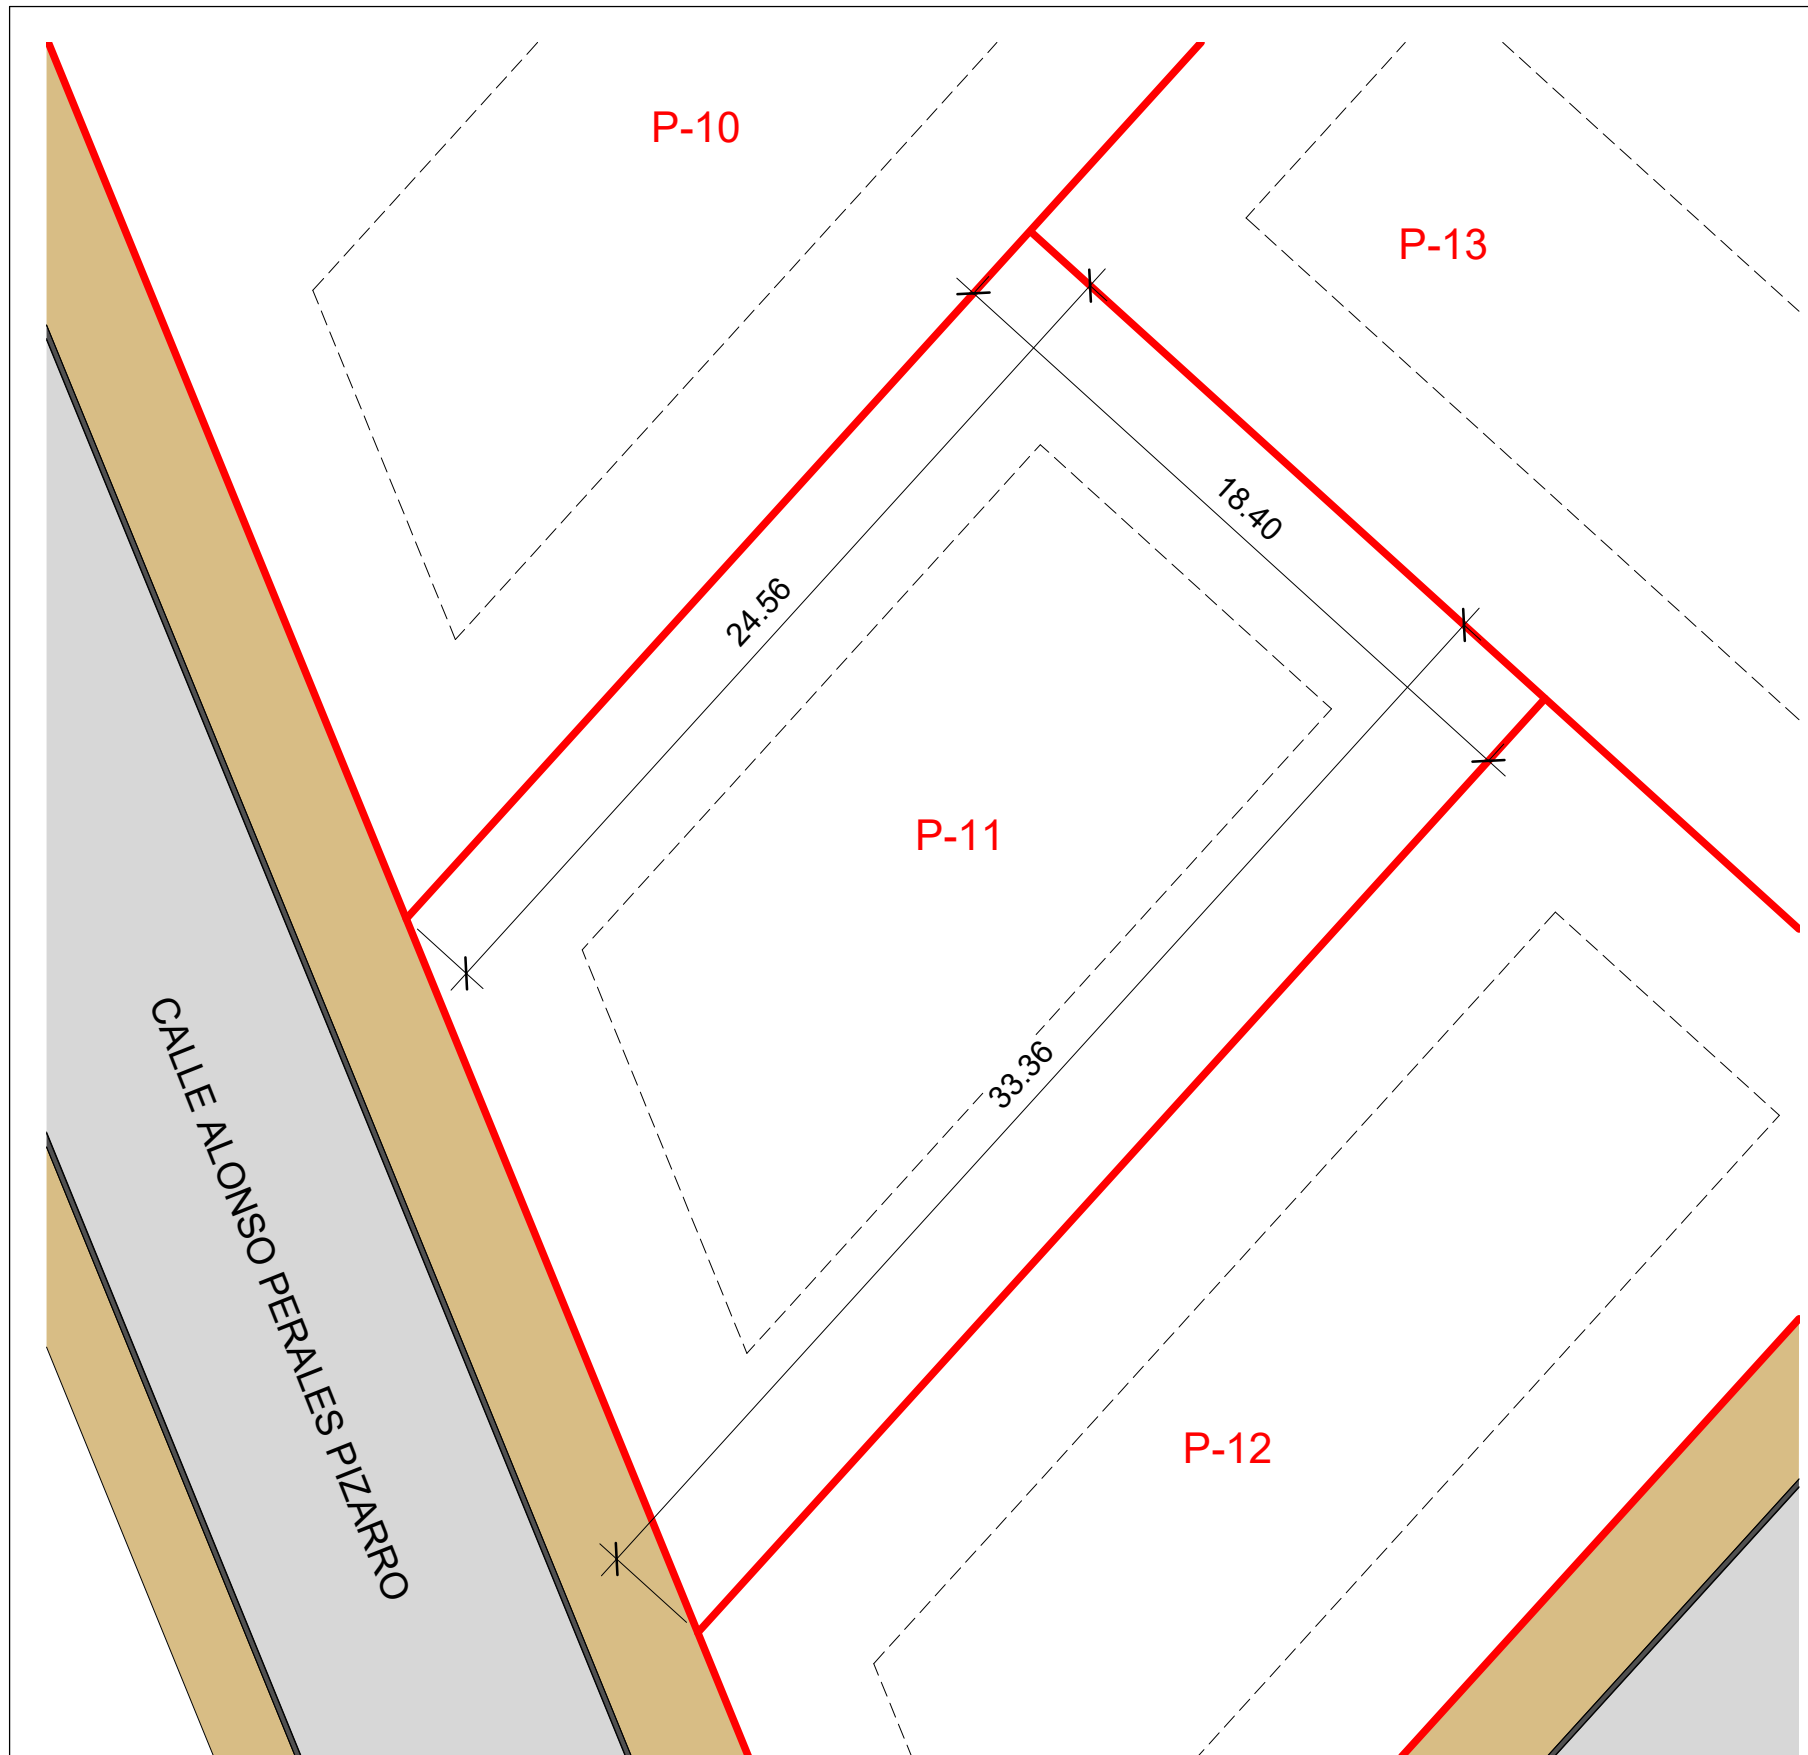 P-10
P-13
18.40
24.56
P-11
33.36
CALLE ALONSO PERALES PIZARRO
P-12